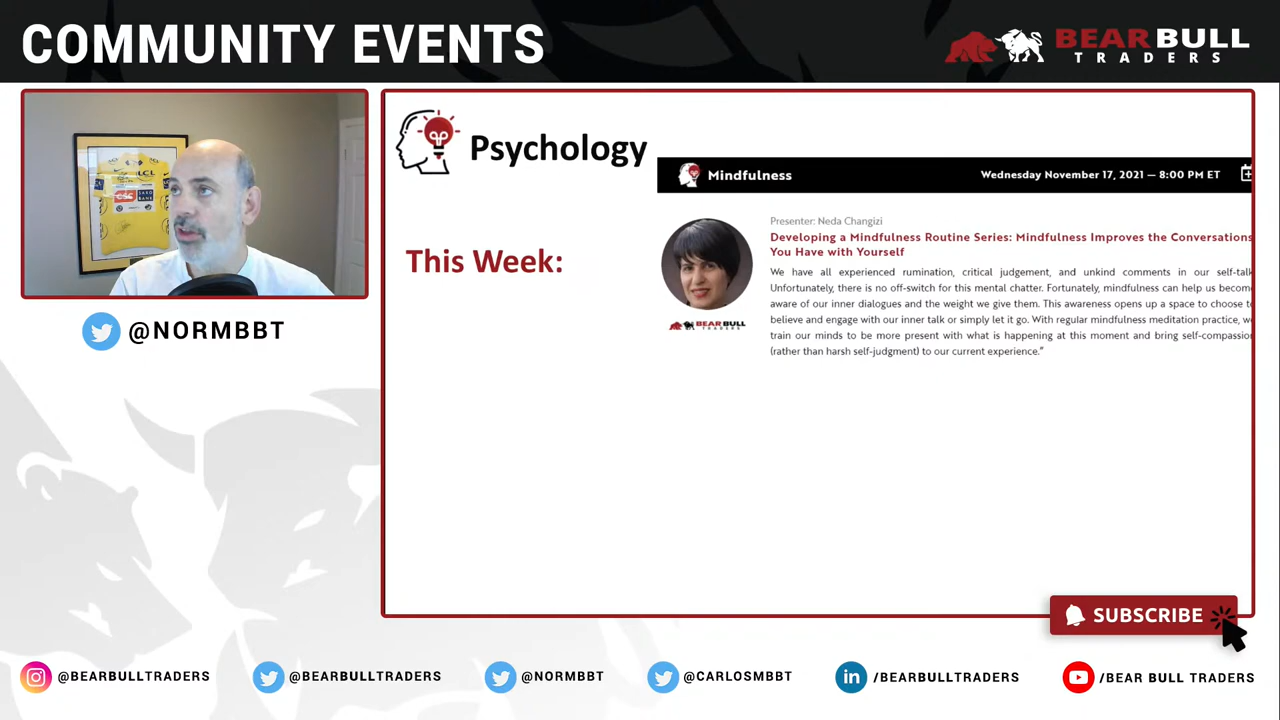 COMMUNITY EVENTS
BEAR BULL
TRADERS
LCL
CSC
SAXO
BANK
@NORMBBT
Psychology
Mindfulness
Wednesday November 17, 2021 — 8:00 PM ET
This Week:
Presenter: Neda Changizi
Developing a Mindfulness Routine Series: Mindfulness Improves the Conversations
You Have with Yourself
We have all experienced rumination, critical judgement, and unkind comments in our self-talk
Unfortunately, there is no off-switch for this mental chatter. Fortunately, mindfulness can help us become
aware of our inner dialogues and the weight we give them. This awareness opens up a space to choose to
believe and engage with our inner talk or simply let it go. With regular mindfulness meditation practice, we
train our minds to be more present with what is happening at this moment and bring self-compassion
(rather than harsh self-judgment) to our current experience."
BEAR BULL
TRADERS
SUBSCRIBE
@BEARBULLTRADERS
@BEARBULLTRADERS
@NORMBBT
@CARLOSMBBT
/BEARBULLTRADERS
/BEAR BULL TRADERS